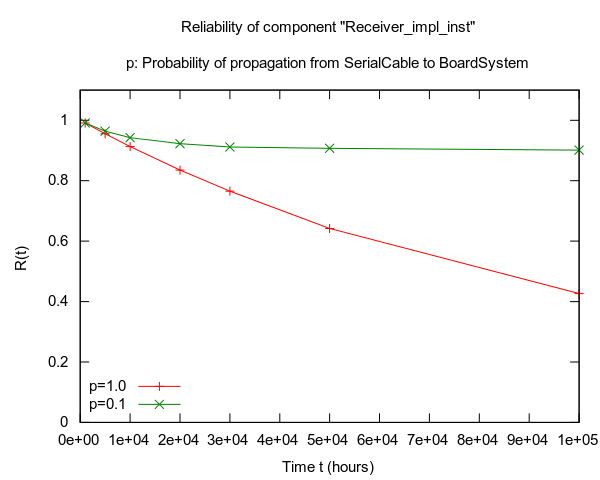 Reliability of component "Receiver_impl_inst"
p: Probability of propagation from SerialCable to BoardSystem
1
0.8
0.6
0.4
0.2
0
R(t)
p=1.0
p=0.1
0e+00 1e+04 2e+04 3e+04 4e+04 5e+04 6e+04 7e+04 8e+04 9e+04 1e+05
Time t (hours)